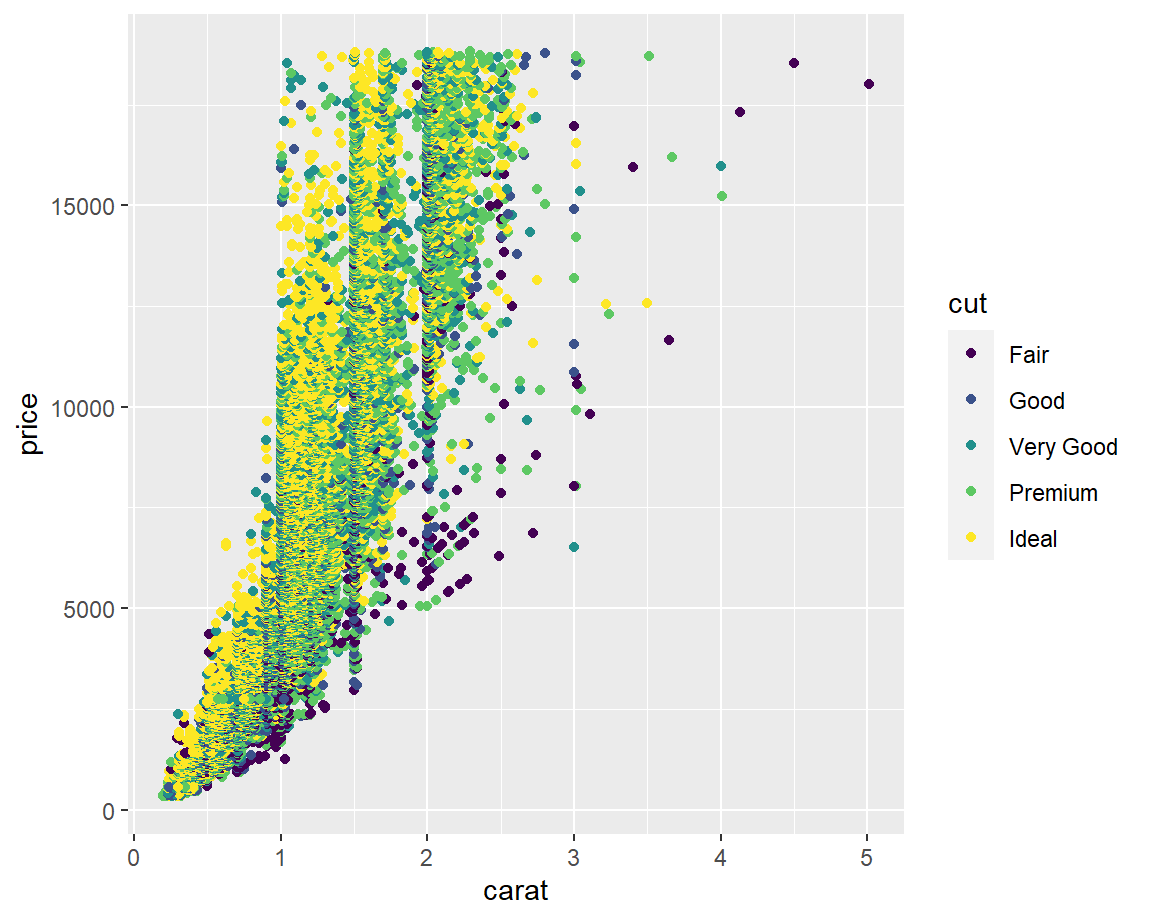 15000
10000
5000
0
price
0 1 2 3 4 5
carat
cut
Fair
Good
Very Good
Premium
Ideal